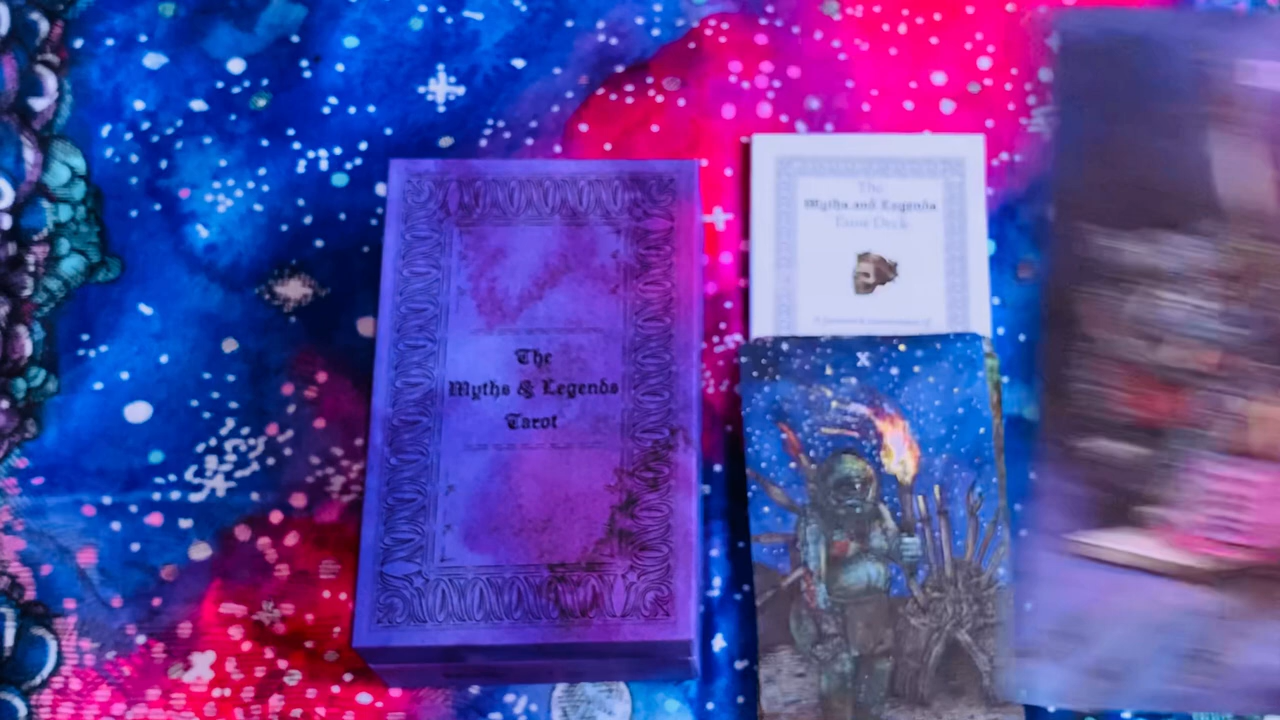 The
Myths & Legends
Tarot
The
Myths and Legends
Tarot Deck
X